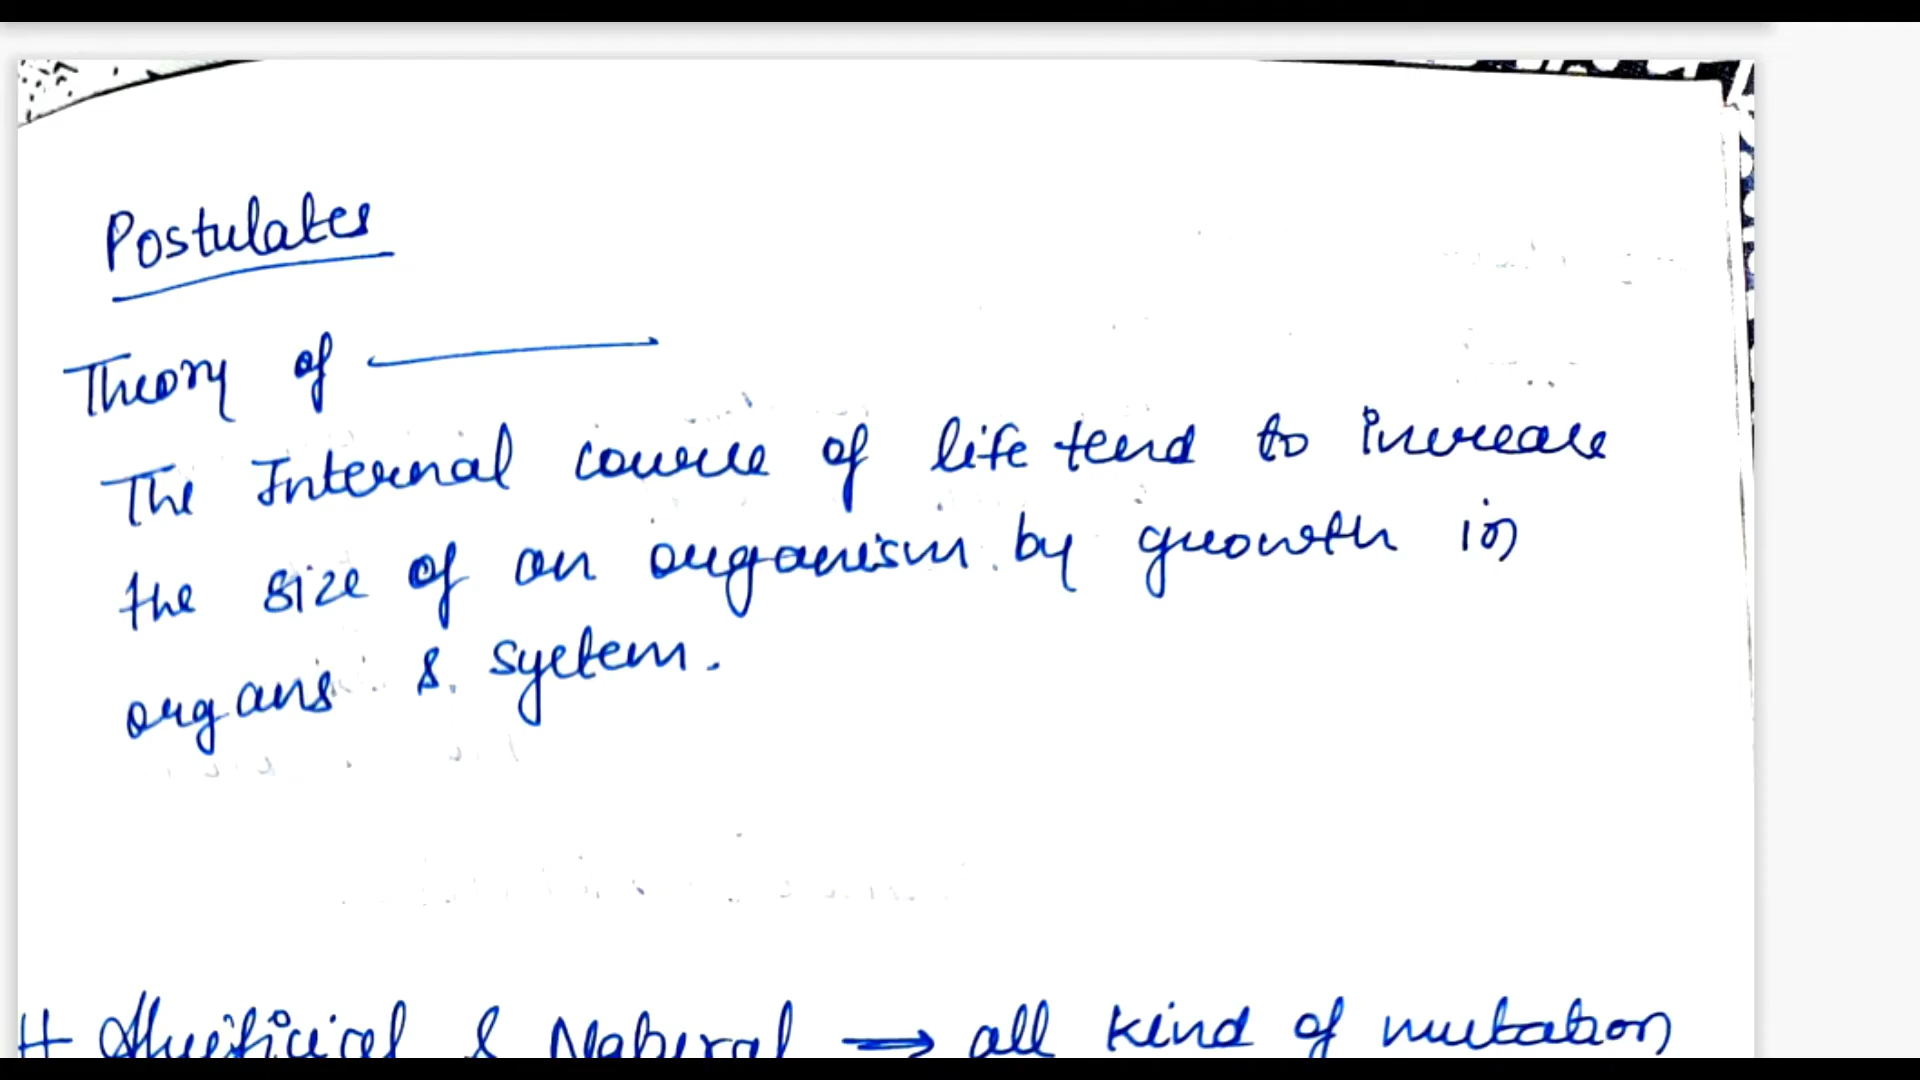 Postulates
Theory of ———
The Internal course of life tend to increase
the size of an organism by growth in
organs & system.
# Artificial & Natural → all kind of mutation